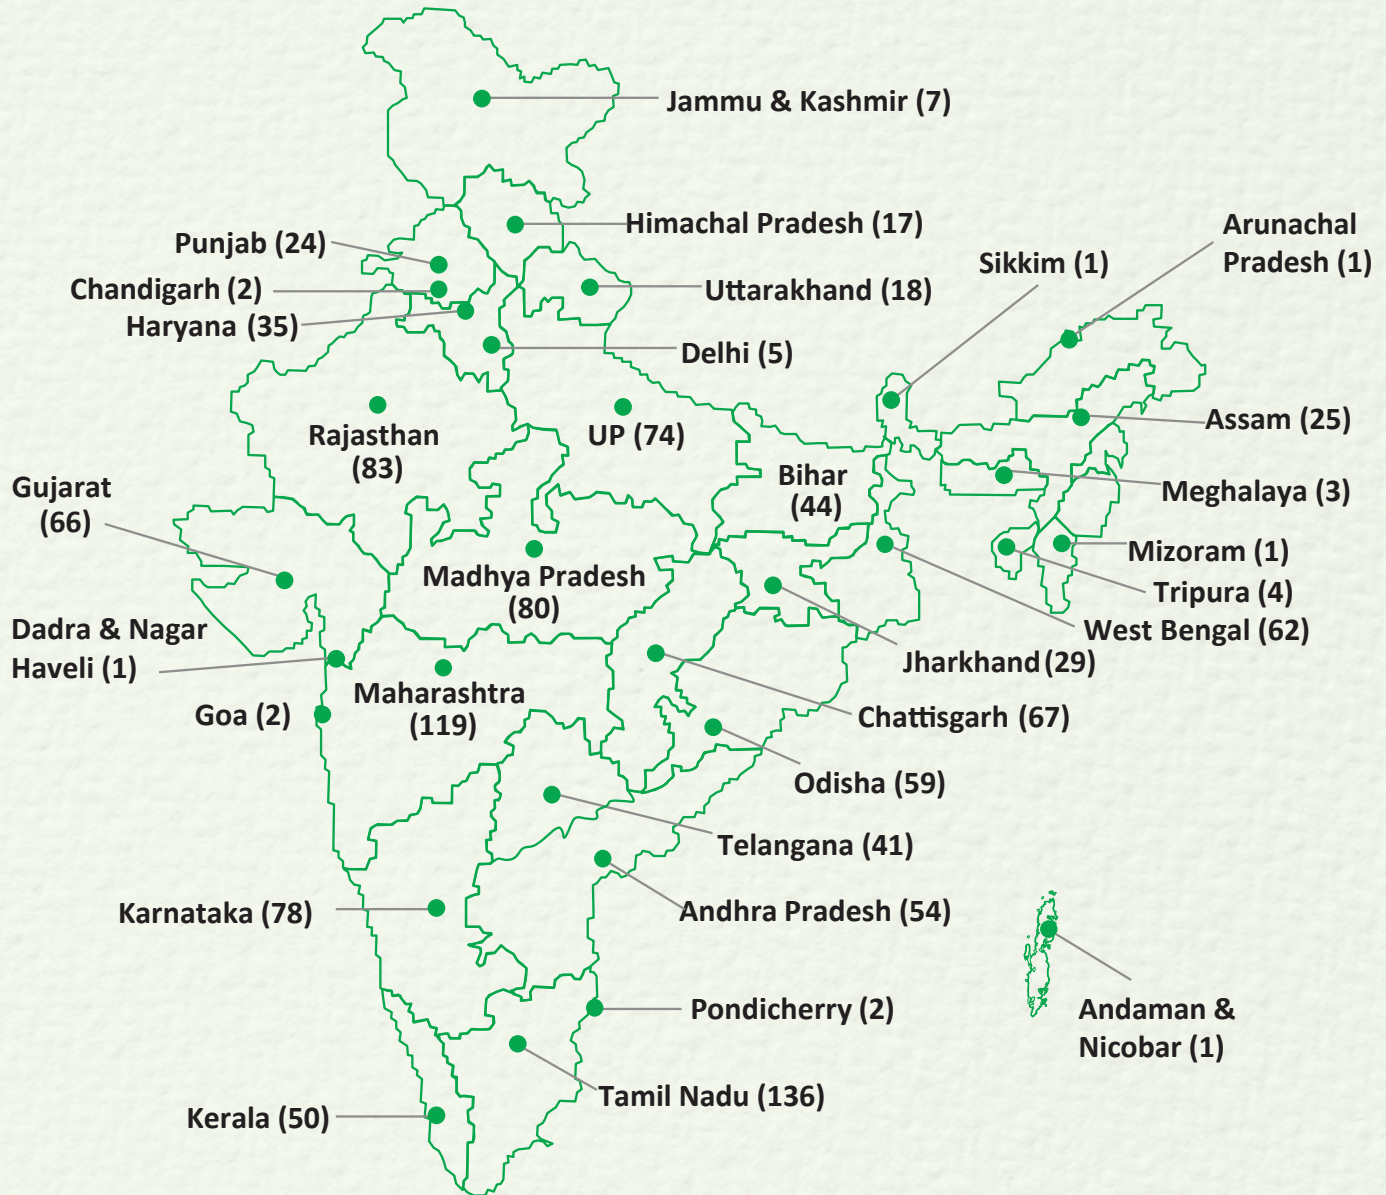 Jammu & Kashmir (7)
Himachal Pradesh (17)
Arunachal
Pradesh (1)
Punjab (24)
Sikkim (1)
Chandigarh (2)
Uttarakhand (18)
Haryana (35)
Delhi (5)
Rajasthan
(83)
UP (74)
Assam (25)
Bihar
(44)
Gujarat
(66)
Meghalaya (3)
Mizoram (1)
Madhya Pradesh
(80)
Tripura (4)
Dadra & Nagar
Haveli (1)
West Bengal (62)
Jharkhand (29)
Maharashtra
(119)
Goa (2)
Chattisgarh (67)
Odisha (59)
Telangana (41)
Karnataka (78)
Andhra Pradesh (54)
Pondicherry (2)
Andaman &
Nicobar (1)
Tamil Nadu (136)
Kerala (50)